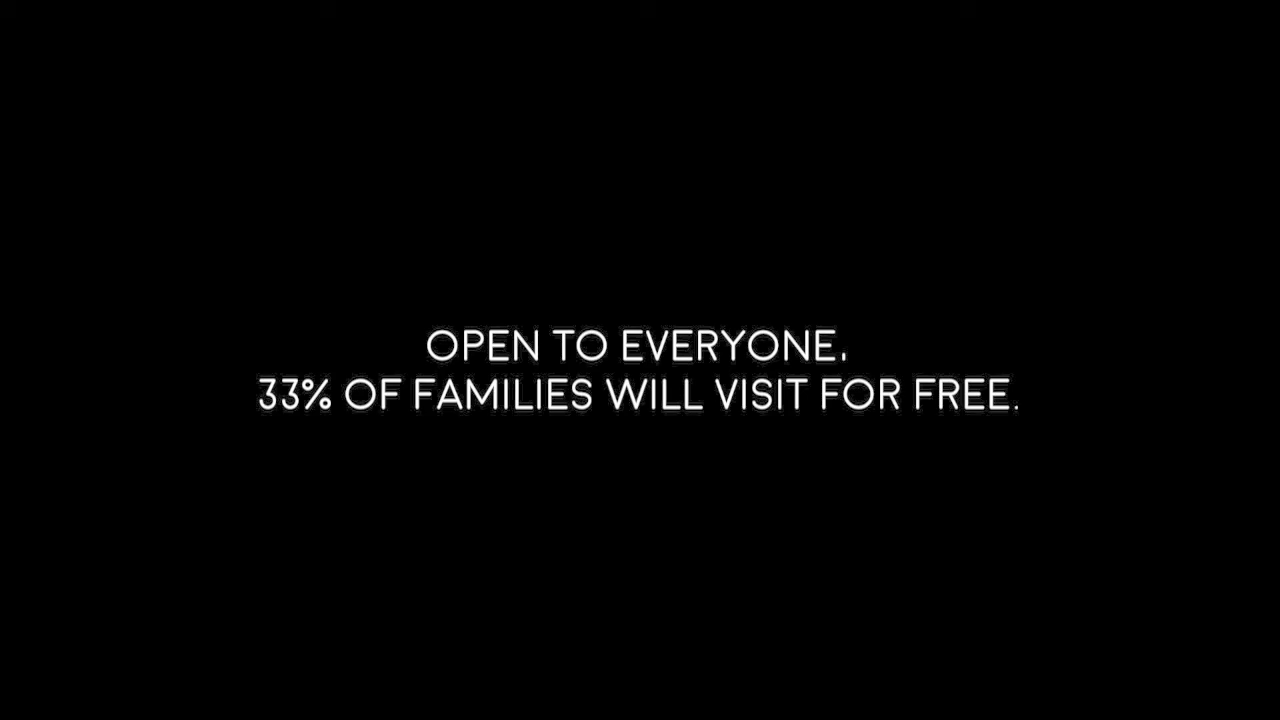 OPEN TO EVERYONE.
33% OF FAMILIES WILL VISIT FOR FREE.